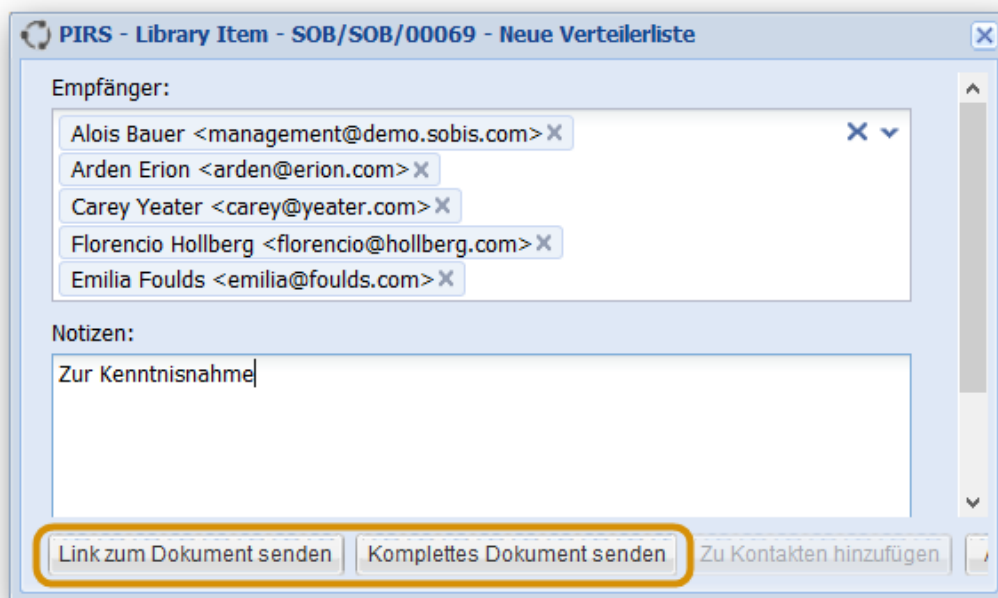 PIRS - Library Item - SOB/SOB/00069 - Neue Verteilerliste
Empfänger:
Alois Bauer <management@demo.sobis.com>
Arden Erion <arden@erion.com>
Carey Yeater <carey@yeater.com>
Florencio Hollberg <florencio@hollberg.com>
Emilia Foulds <emilia@foulds.com>
Notizen:
Zur Kenntnisnahme
Link zum Dokument senden Komplettes Dokument senden Zu Kontakten hinzufügen